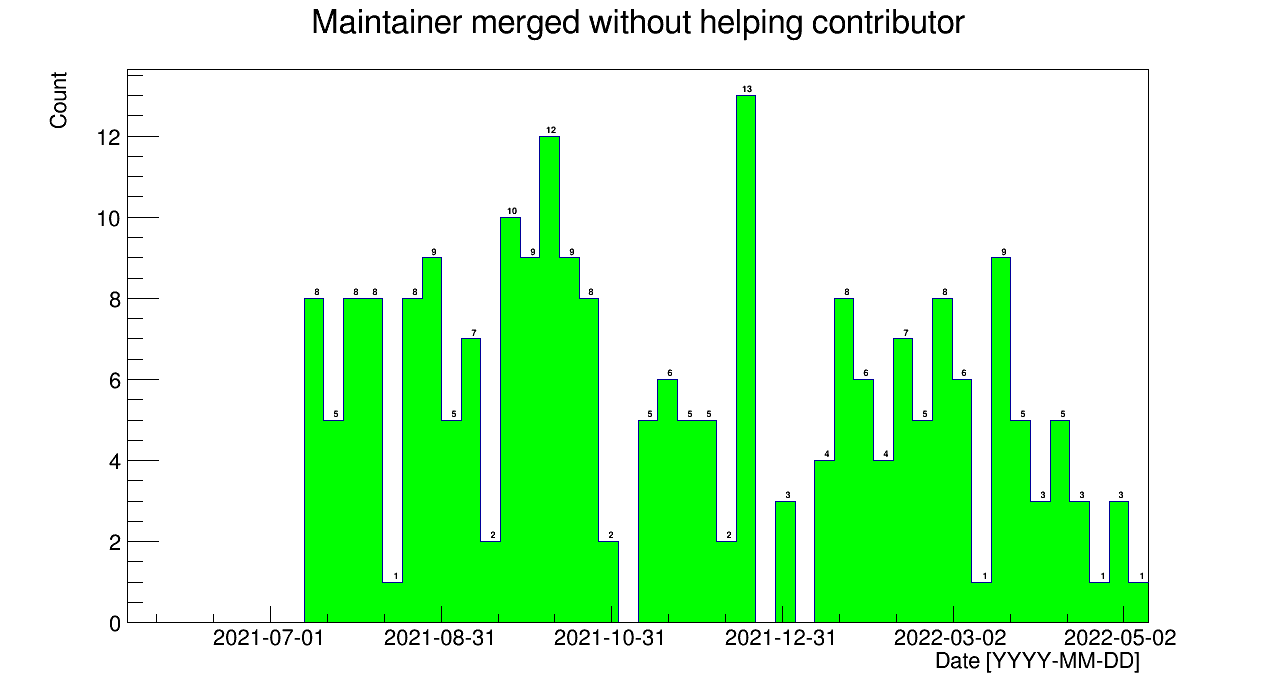 Maintainer merged without helping contributor
Count
12
10
8
6
4
2
0
8 5 8 8 1 8 9 5 7 2 10 9 12 9 8 2 5 6 5 5 2 13 3 4 8 6 4 7 5 8 6 1 9 5 3 5 3 1 3 1
2021-07-01 2021-08-31 2021-10-31 2021-12-31 2022-03-02 2022-05-02
Date [YYYY-MM-DD]